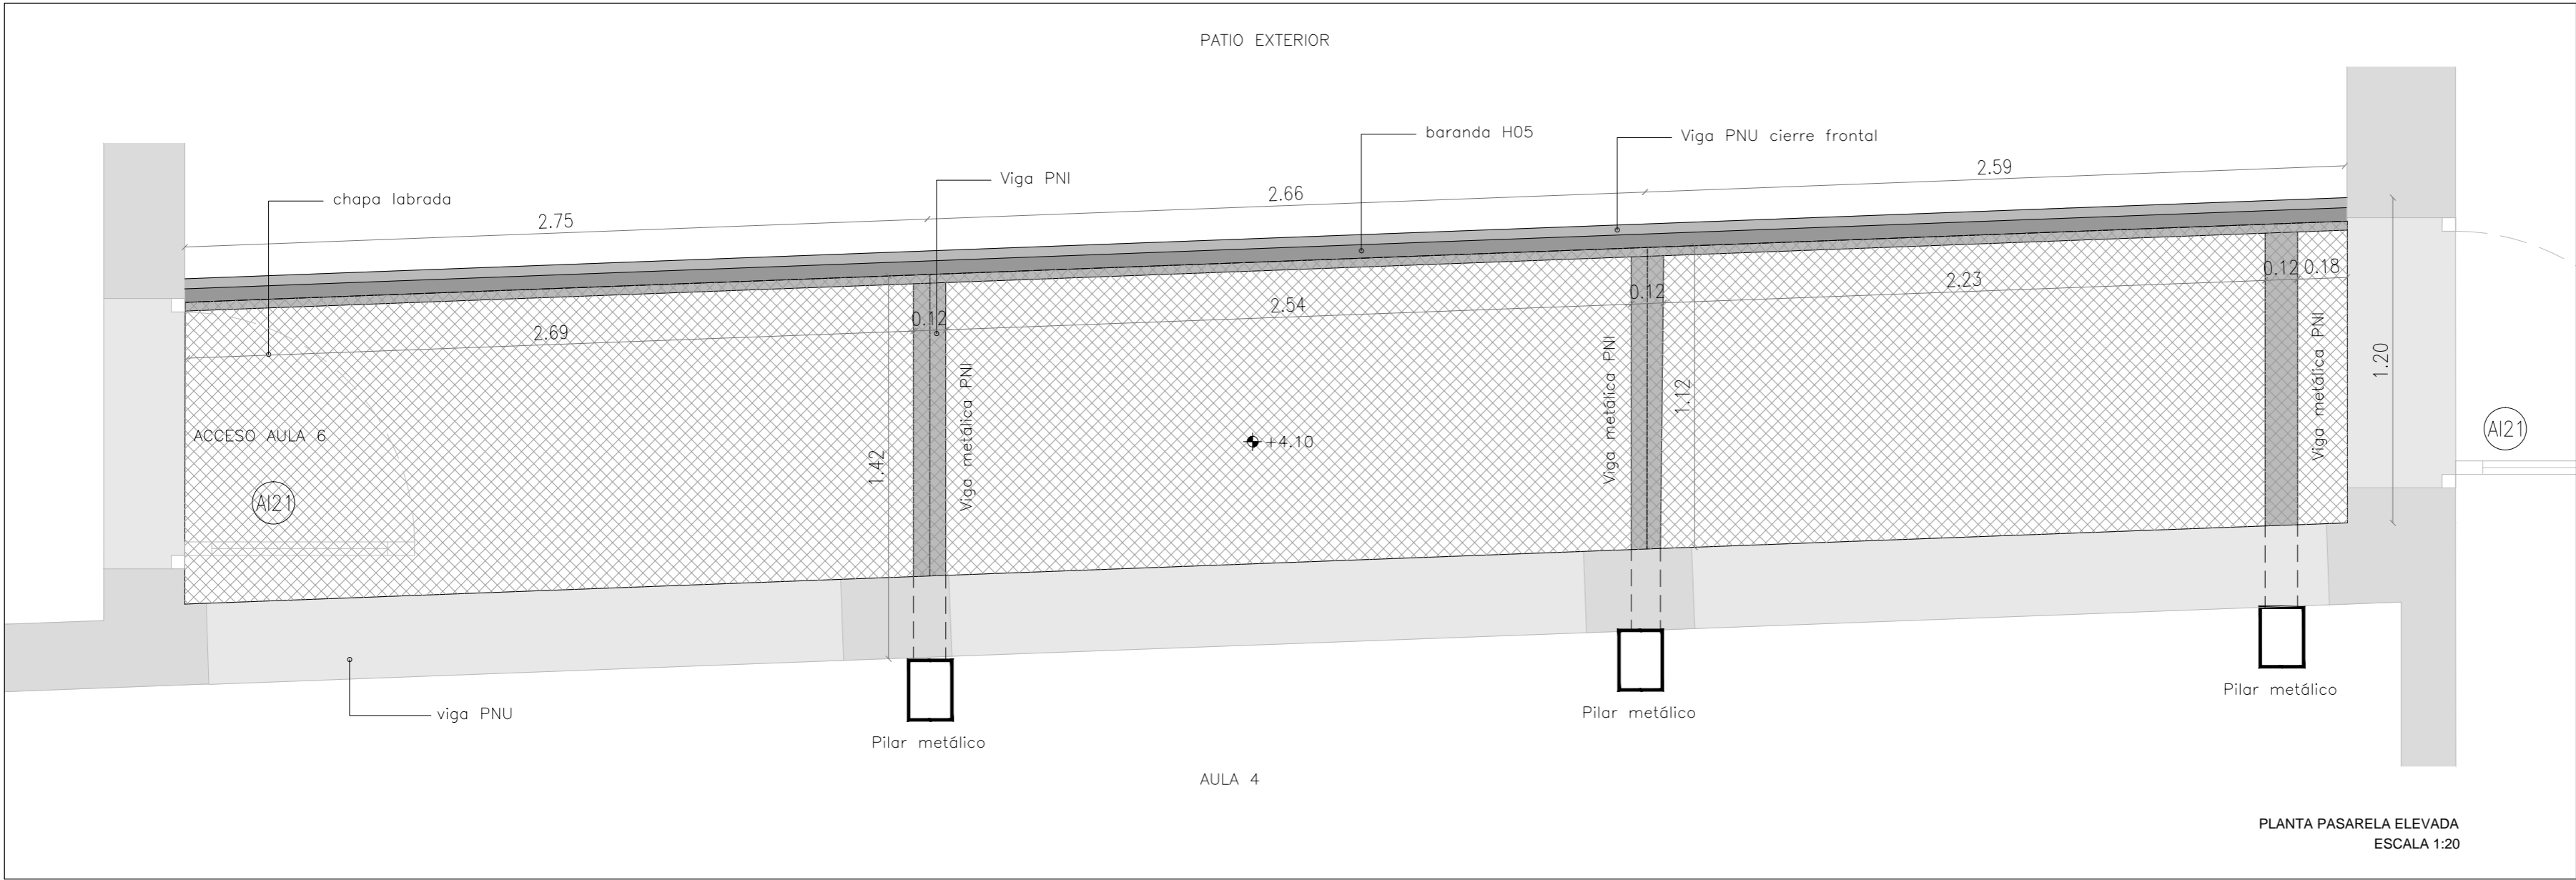 PATIO EXTERIOR
baranda H05
Viga PNU cierre frontal
2.59
Viga PNI
2.66
chapa labrada
2.75
0.12
0.18
2.23
0.12
2.54
0.12
2.69
Viga metálica PNI
Viga metálica PNI
Viga metálica PNI
1.20
1.12
1.42
ACCESO AULA 6
+4.10
AI21
AI21
viga PNU
Pilar metálico
Pilar metálico
Pilar metálico
AULA 4
PLANTA PASARELA ELEVADA
ESCALA 1:20